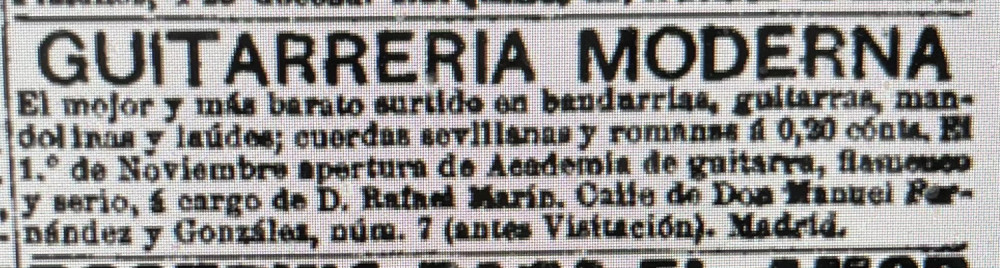 GUITARRERIA MODERNA
El mejor y más barato surtido en bandurrias, guitarras, man-
dolinas y laúdes; cuerdas sevillanas y romanas á 0,20 cénts. El
1.° de Noviembre apertura de Academia de guitarra, flamenco
y serio, á cargo de D. Rafael Marín. Calle de Don Manuel Fer-
nández y González, núm. 7 (antes Visitación). Madrid.